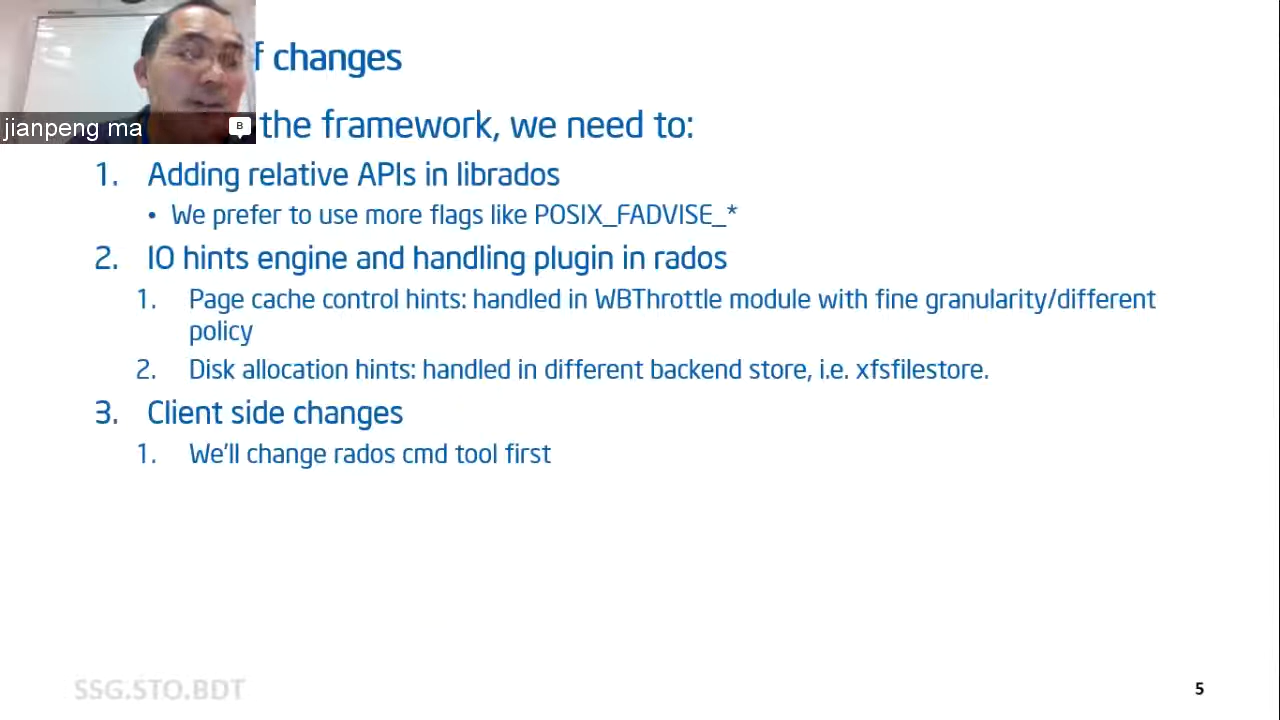 f changes
the framework, we need to:
jianpeng ma
B
1. Adding relative APIs in librados
• We prefer to use more flags like POSIX_FADVISE_*
2. IO hints engine and handling plugin in rados
1. Page cache control hints: handled in WBThrottle module with fine granularity/different
policy
2. Disk allocation hints: handled in different backend store, i.e. xfsfilestore.
3. Client side changes
1. We'll change rados cmd tool first
SSG.STO.BDT
5